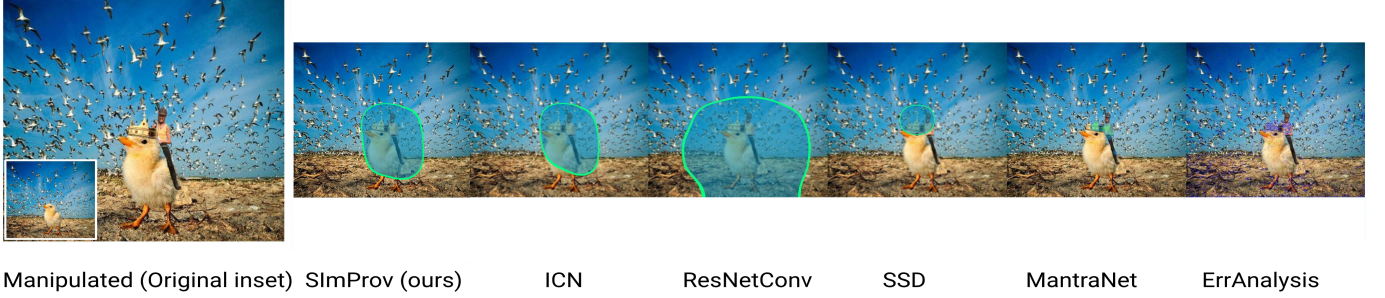 Manipulated (Original inset) SImProv (ours) ICN ResNetConv SSD MantraNet ErrAnalysis